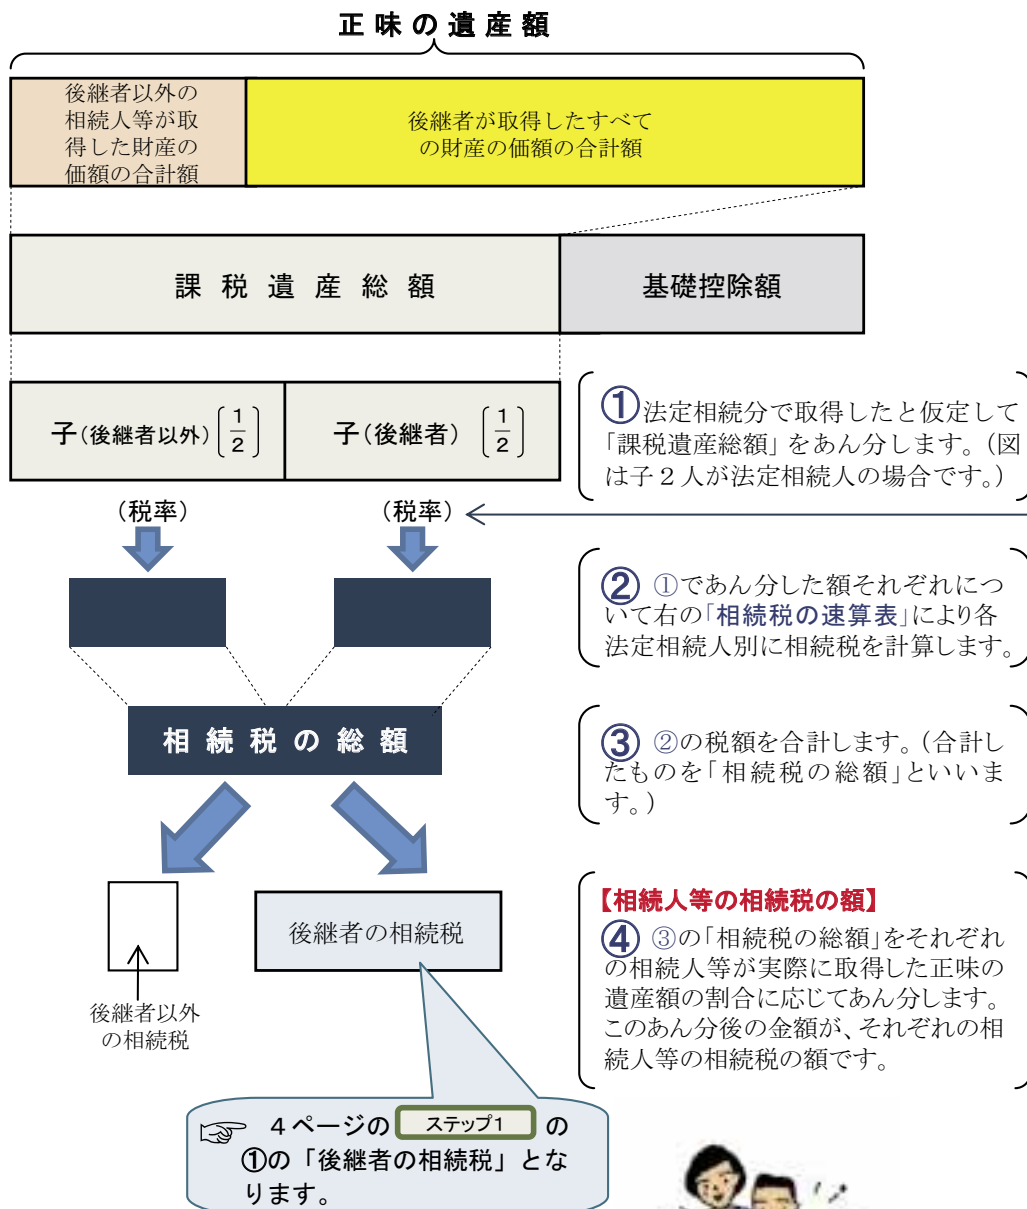 正味の遺産額
後継者以外の
相続人等が取
得した財産の
価額の合計額
後継者が取得したすべて
の財産の価額の合計額
課税遺産総額
基礎控除額
子(後継者以外)(1/2)
子(後継者)(1/2)
①法定相続分で取得したと仮定して
「課税遺産総額」をあん分します。(図
は子2人が法定相続人の場合です。)
(税率)
(税率)
② ①であん分した額それぞれにつ
いて右の「相続税の速算表」により各
法定相続人別に相続税を計算します。
相続税の総額
③ ②の税額を合計します。(合計し
たものを「相続税の総額」といいま
す。)
後継者の相続税
後継者以外
の相続税
【相続人等の相続税の額】
④ ③の「相続税の総額」をそれぞれ
の相続人等が実際に取得した正味の
遺産額の割合に応じてあん分します。
このあん分後の金額が、それぞれの相
続人等の相続税の額です。
☞ 4ページの ステップ1 の
①の「後継者の相続税」とな
ります。